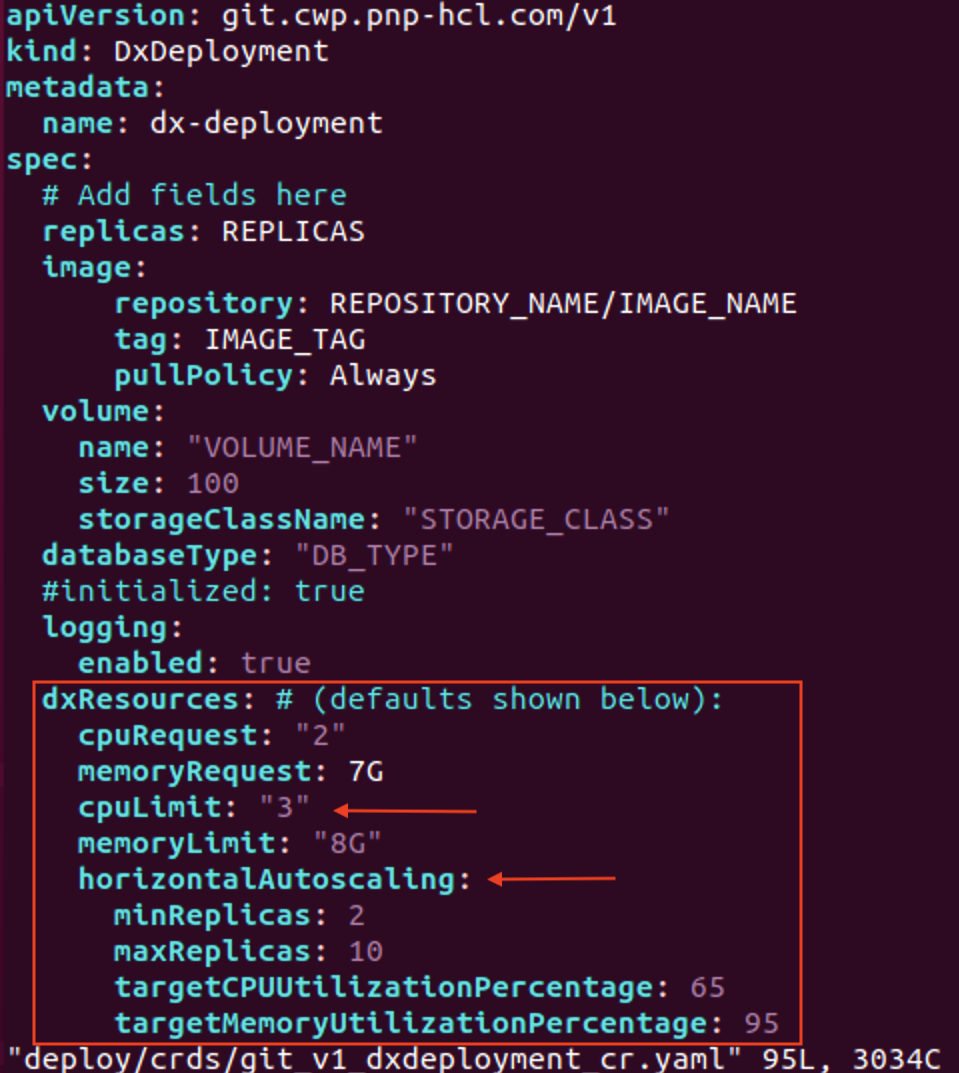 apiVersion: git.cwp.pnp-hcl.com/v1
kind: DxDeployment
metadata:
  name: dx-deployment
spec:
  # Add fields here
  replicas: REPLICAS
  image:
      repository: REPOSITORY_NAME/IMAGE_NAME
      tag: IMAGE_TAG
      pullPolicy: Always
  volume:
    name: "VOLUME_NAME"
    size: 100
    storageClassName: "STORAGE_CLASS"
  databaseType: "DB_TYPE"
  #initialized: true
  logging:
    enabled: true
  dxResources: # (defaults shown below):
    cpuRequest: "2"
    memoryRequest: 7G
    cpuLimit: "3"
    memoryLimit: "8G"
    horizontalAutoscaling:
      minReplicas: 2
      maxReplicas: 10
      targetCPUUtilizationPercentage: 65
      targetMemoryUtilizationPercentage: 95
"deploy/crds/git_v1_dxdeployment_cr.yaml" 95L, 3034C